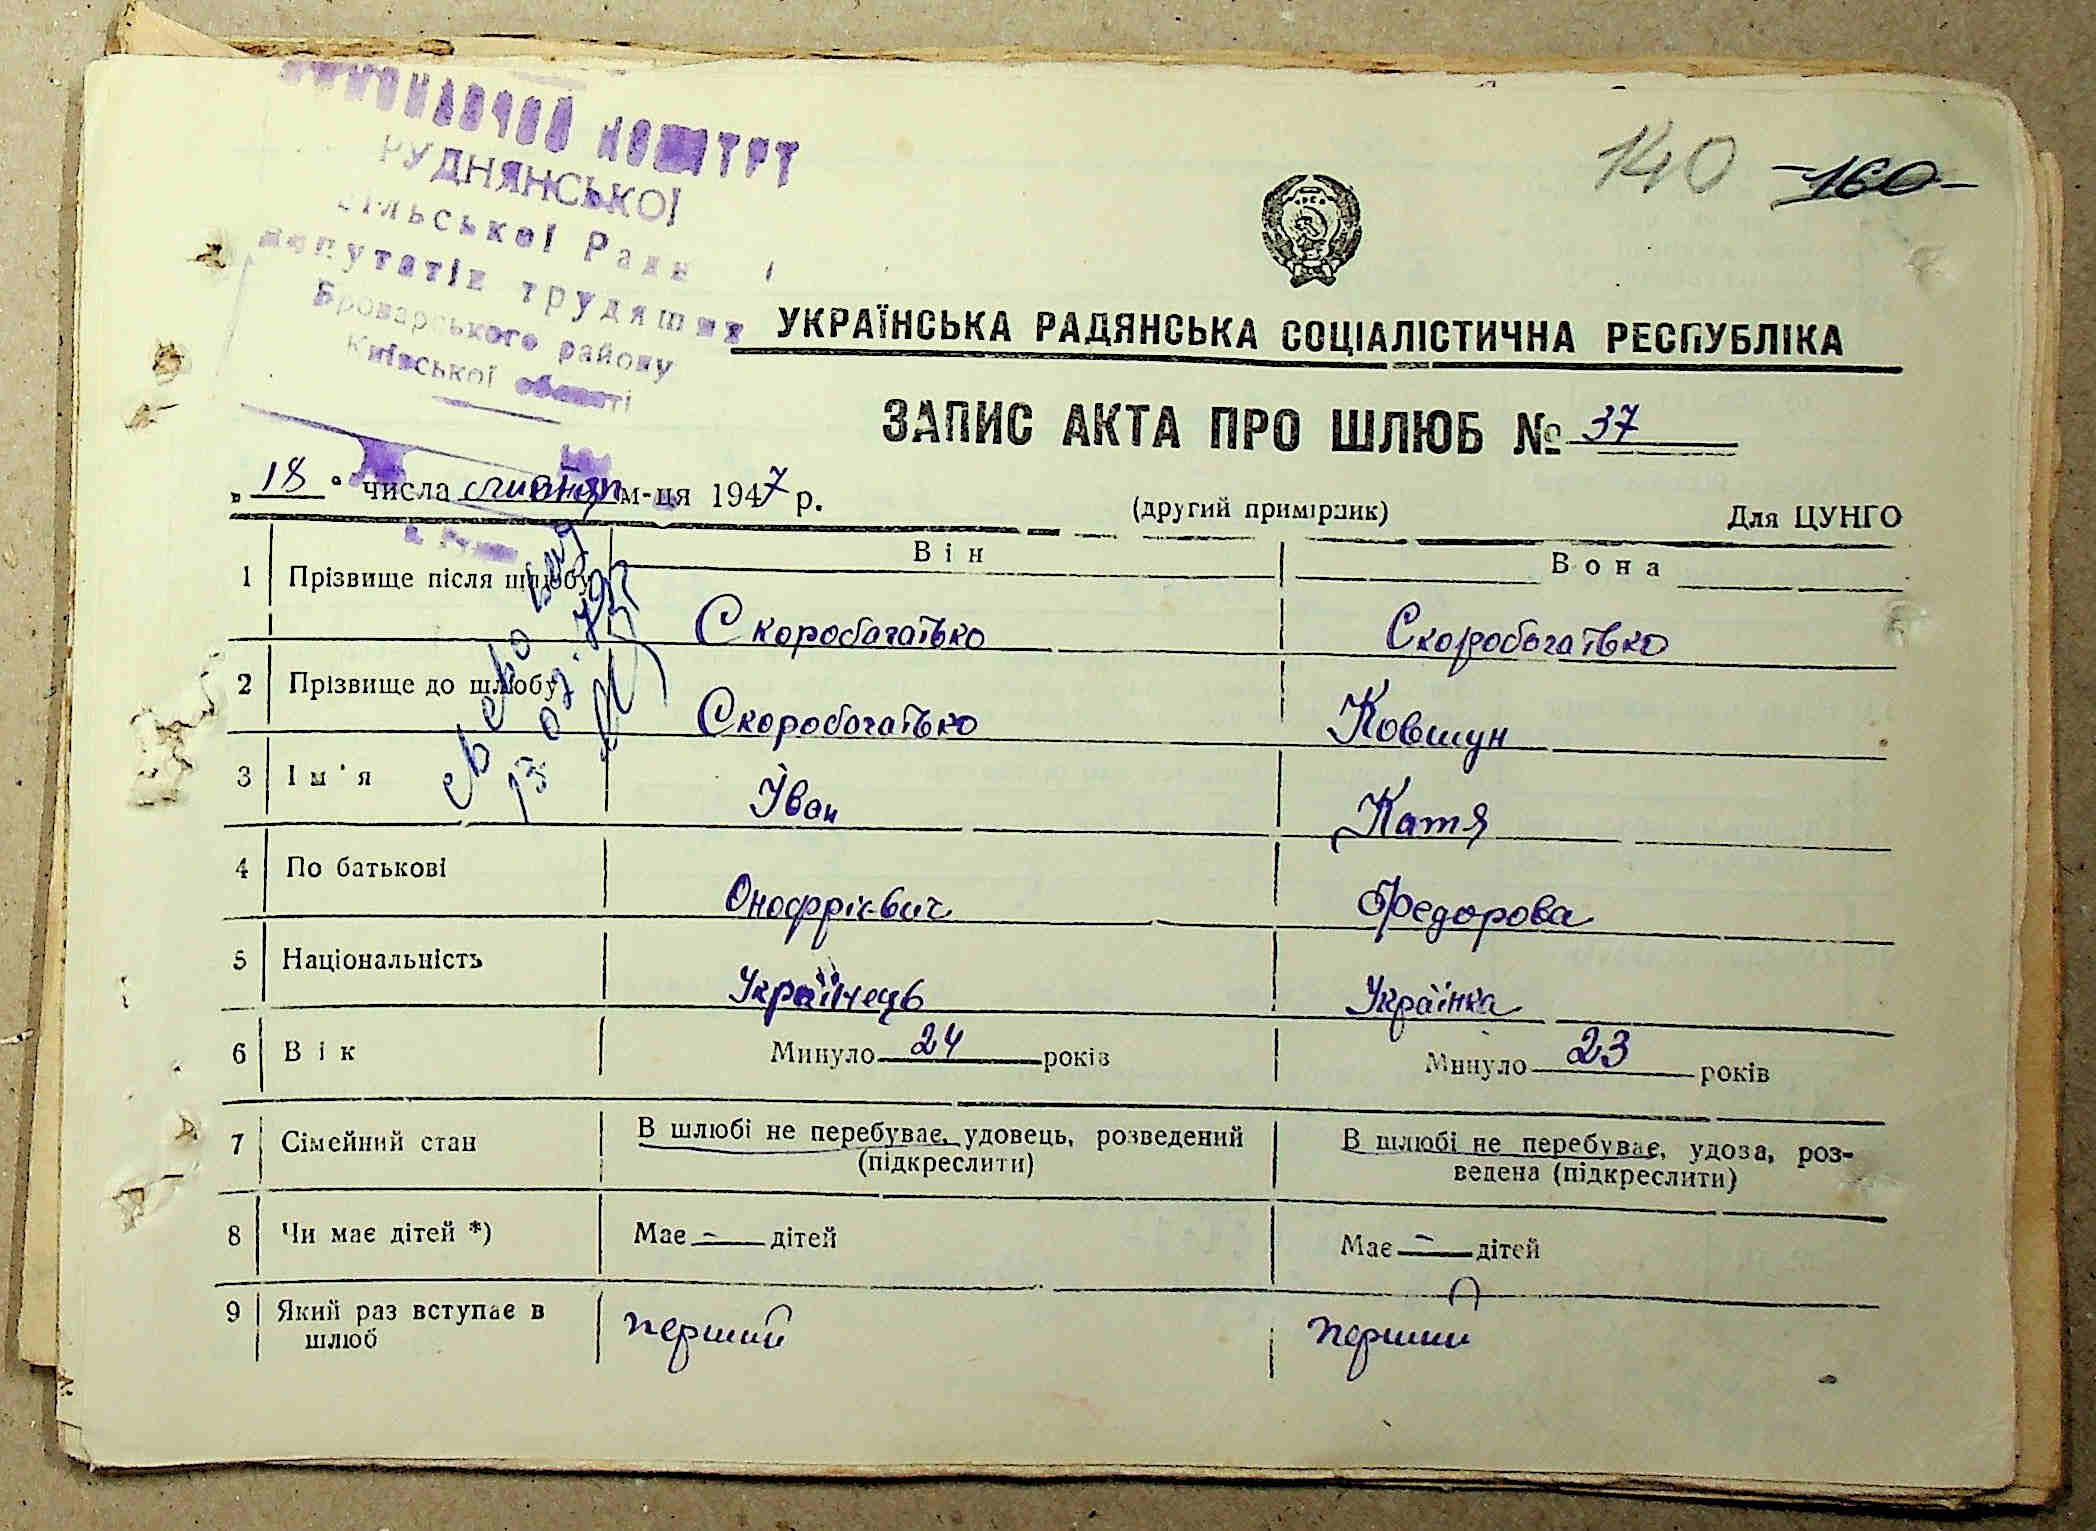 ВИКОНАВЧИЙ КОМІТЕТ
РУДНЯНСЬКОЇ
сільської Ради
депутатів трудящих
Броварського району
Київської області
140 -160-
УКРАЇНСЬКА РАДЯНСЬКА СОЦІАЛІСТИЧНА РЕСПУБЛІКА
ЗАПИС АКТА ПРО ШЛЮБ № 37
„18" числа м-ця 1947 р.
(другий примірник) Для ЦУНГО
Він Вона
1 Прізвище після шлюбу Скоробогатько Скоробогатько
2 Прізвище до шлюбу Скоробогатько Ковшун
3 Ім'я Іван Катя
4 По батькові Онофрієвич Федорова
5 Національність Українець Українка
6 Вік Минуло 24 років Минуло 23 років
7 Сімейний стан В шлюбі не перебуває, удовець, розведений (підкреслити) В шлюбі не перебуває, удова, роз-
ведена (підкреслити)
8 Чи має дітей *) Має - дітей Має - дітей
9 Який раз вступає в шлюб перший перший